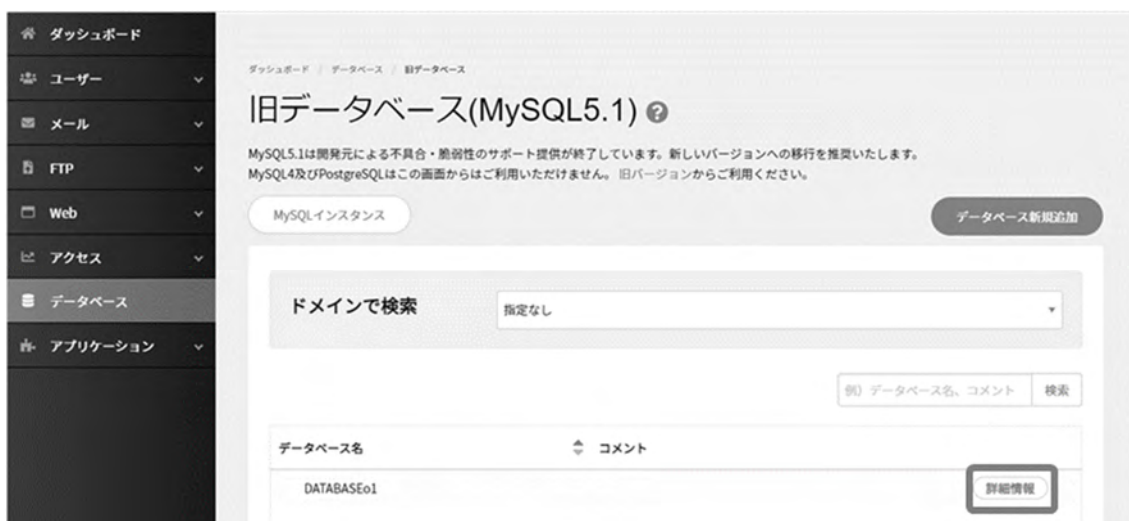 ダッシュボード
ユーザー
メール
FTP
Web
アクセス
データベース
アプリケーション
ダッシュボード / データベース / 旧データベース
旧データベース(MySQL5.1)
MySQL5.1は開発元による不具合・脆弱性のサポート提供が終了しています。新しいバージョンへの移行を推奨いたします。
MySQL4及びPostgreSQLはこの画面からはご利用いただけません。旧バージョンからご利用ください。
MySQLインスタンス
データベース新規追加
ドメインで検索
指定なし
例）データベース名、コメント
検索
データベース名
コメント
DATABASEo1
詳細情報